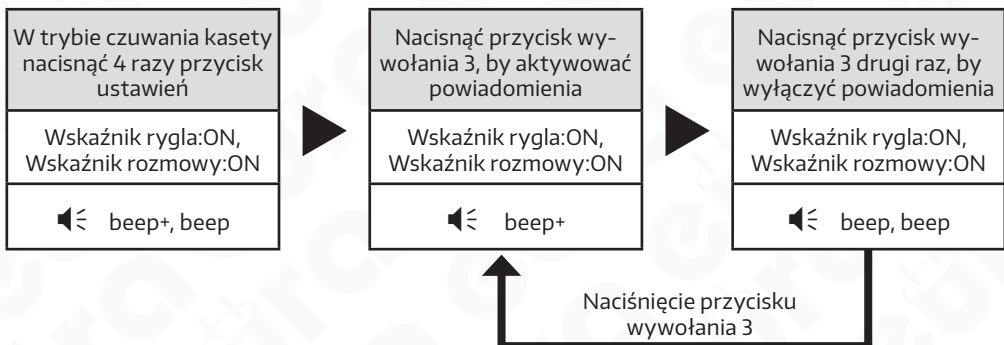 W trybie czuwania kasety
nacisnąć 4 razy przycisk
ustawień
Wskaźnik rygla:ON,
Wskaźnik rozmowy:ON
beep+, beep
Nacisnąć przycisk wy-
wołania 3, by aktywować
powiadomienia
Wskaźnik rygla:ON,
Wskaźnik rozmowy:ON
beep+
Nacisnąć przycisk wy-
wołania 3 drugi raz, by
wyłączyć powiadomienia
Wskaźnik rygla:ON,
Wskaźnik rozmowy:ON
beep, beep
Naciśnięcie przycisku
wywołania 3